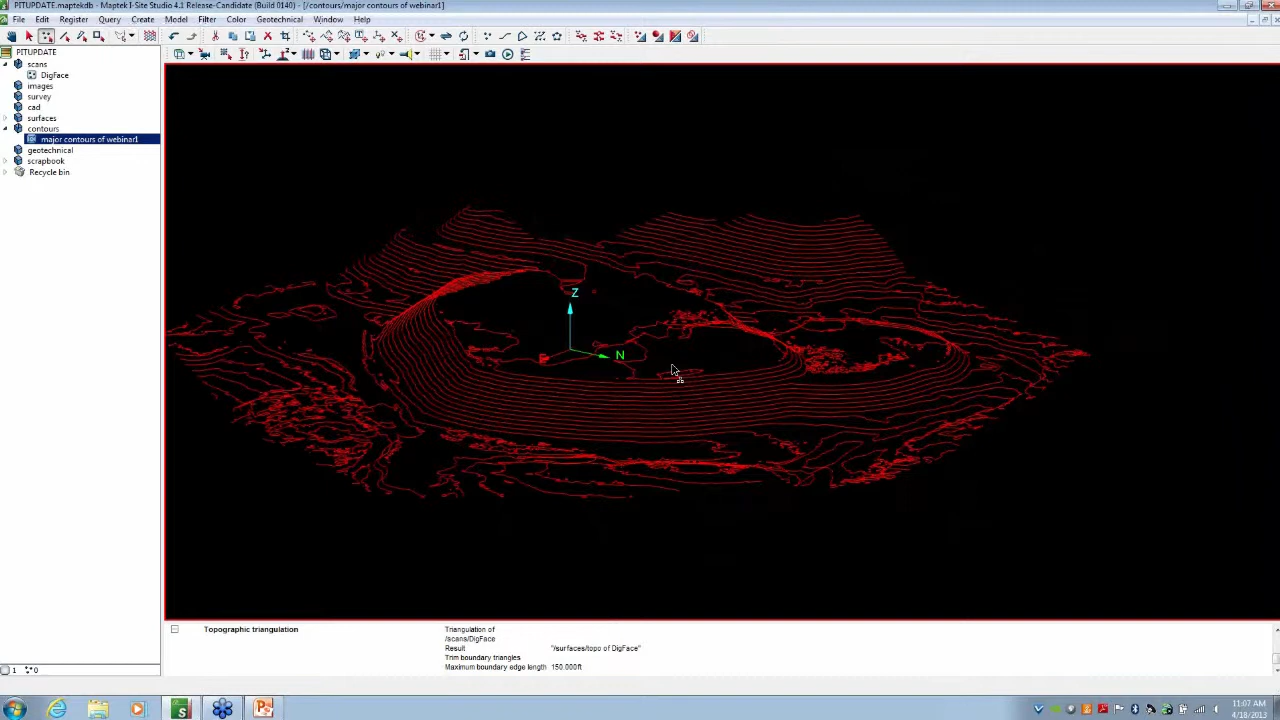 PITUPDATE.maptekdb - Maptek I-Site Studio 4.1 Release-Candidate (Build 0140) - [/contours/major contours of webinar1]
File Edit Register Query Create Model Filter Color Geotechnical Window Help
PITUPDATE
scans
DigFace
images
survey
cad
surfaces
contours
major contours of webinar1
geotechnical
scrapbook
Recycle bin
Z
E
N
Topographic triangulation
Triangulation of
/scans/DigFace
Result "/surfaces/topo of DigFace"
Trim boundary triangles
Maximum boundary edge length 150.000ft
1 0
11:07 AM
4/18/2013